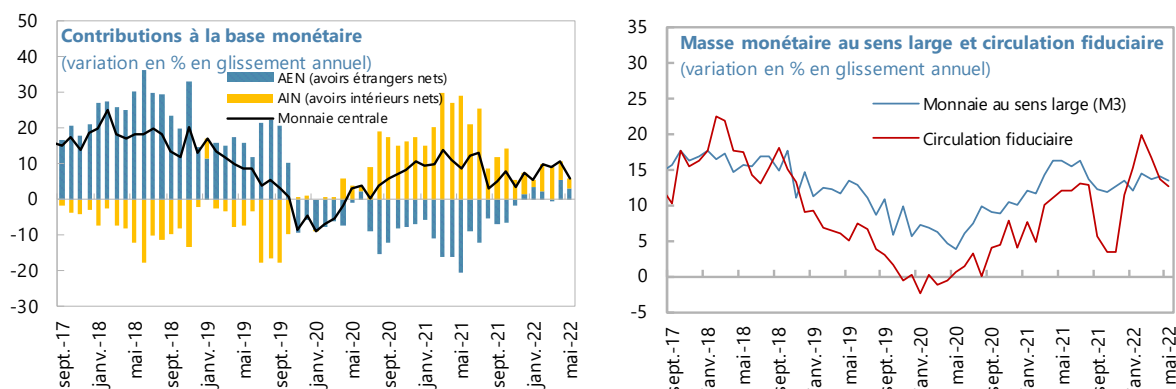 Contributions à la base monétaire
(variation en % en glissement annuel)
AEN (avoirs étrangers nets)
AIN (avoirs intérieurs nets)
Monnaie centrale
50
40
30
20
10
0
-10
-20
-30
sept.-17
janv.-18
mai-18
sept.-18
janv.-19
mai-19
sept.-19
janv.-20
mai-20
sept.-20
janv.-21
mai-21
sept.-21
janv.-22
mai-22
Masse monétaire au sens large et circulation fiduciaire
(variation en % en glissement annuel)
Monnaie au sens large (M3)
Circulation fiduciaire
35
30
25
20
15
10
5
0
-5
sept.-17
janv.-18
mai-18
sept.-18
janv.-19
mai-19
sept.-19
janv.-20
mai-20
sept.-20
janv.-21
mai-21
sept.-21
janv.-22
mai-22